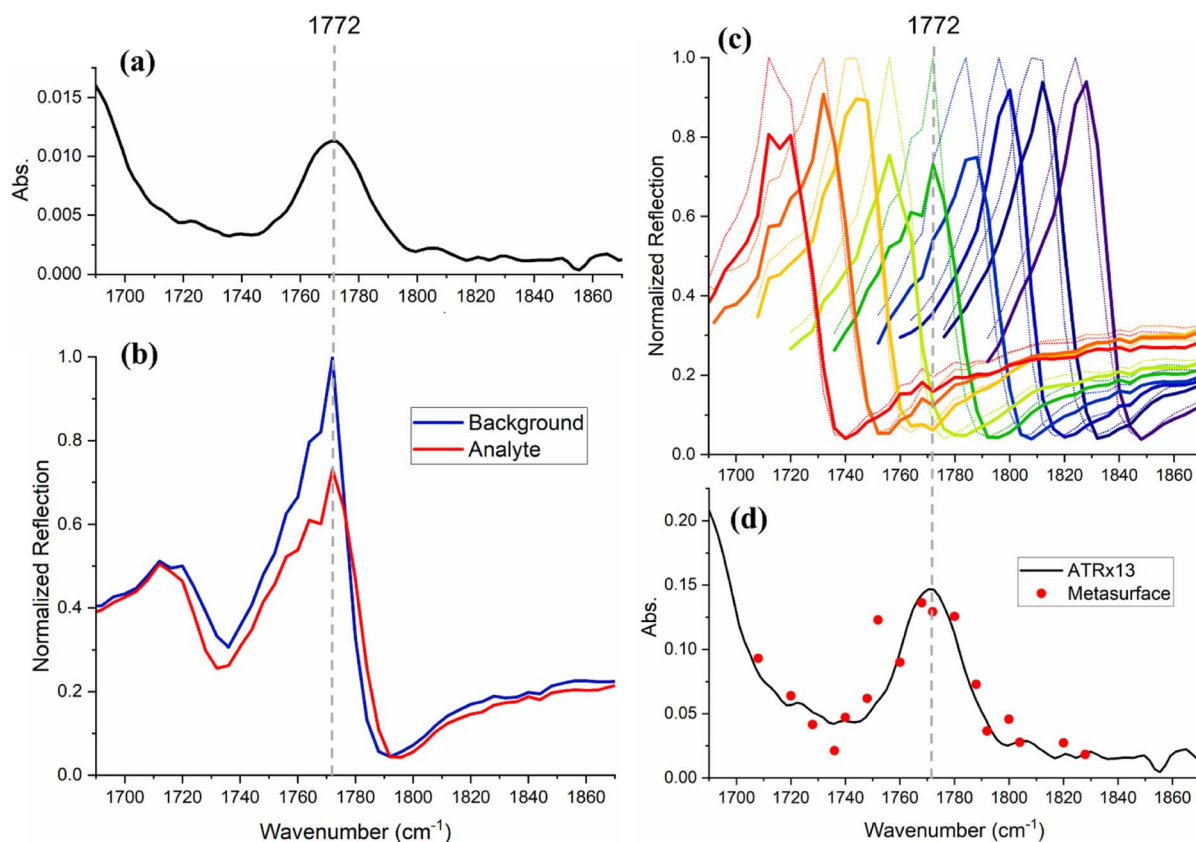 1772
(a)
0.015
0.010
0.005
0.000
Abs.
1700 1720 1740 1760 1780 1800 1820 1840 1860
(b)
1.0
0.8
0.6
0.4
0.2
0.0
Normalized Reflection
Background
Analyte
1700 1720 1740 1760 1780 1800 1820 1840 1860
Wavenumber (cm⁻¹)
1772
(c)
1.0
0.8
0.6
0.4
0.2
0.0
Normalized Reflection
1700 1720 1740 1760 1780 1800 1820 1840 1860
(d)
0.20
0.15
0.10
0.05
0.00
Abs.
ATRx13
Metasurface
1700 1720 1740 1760 1780 1800 1820 1840 1860
Wavenumber (cm⁻¹)